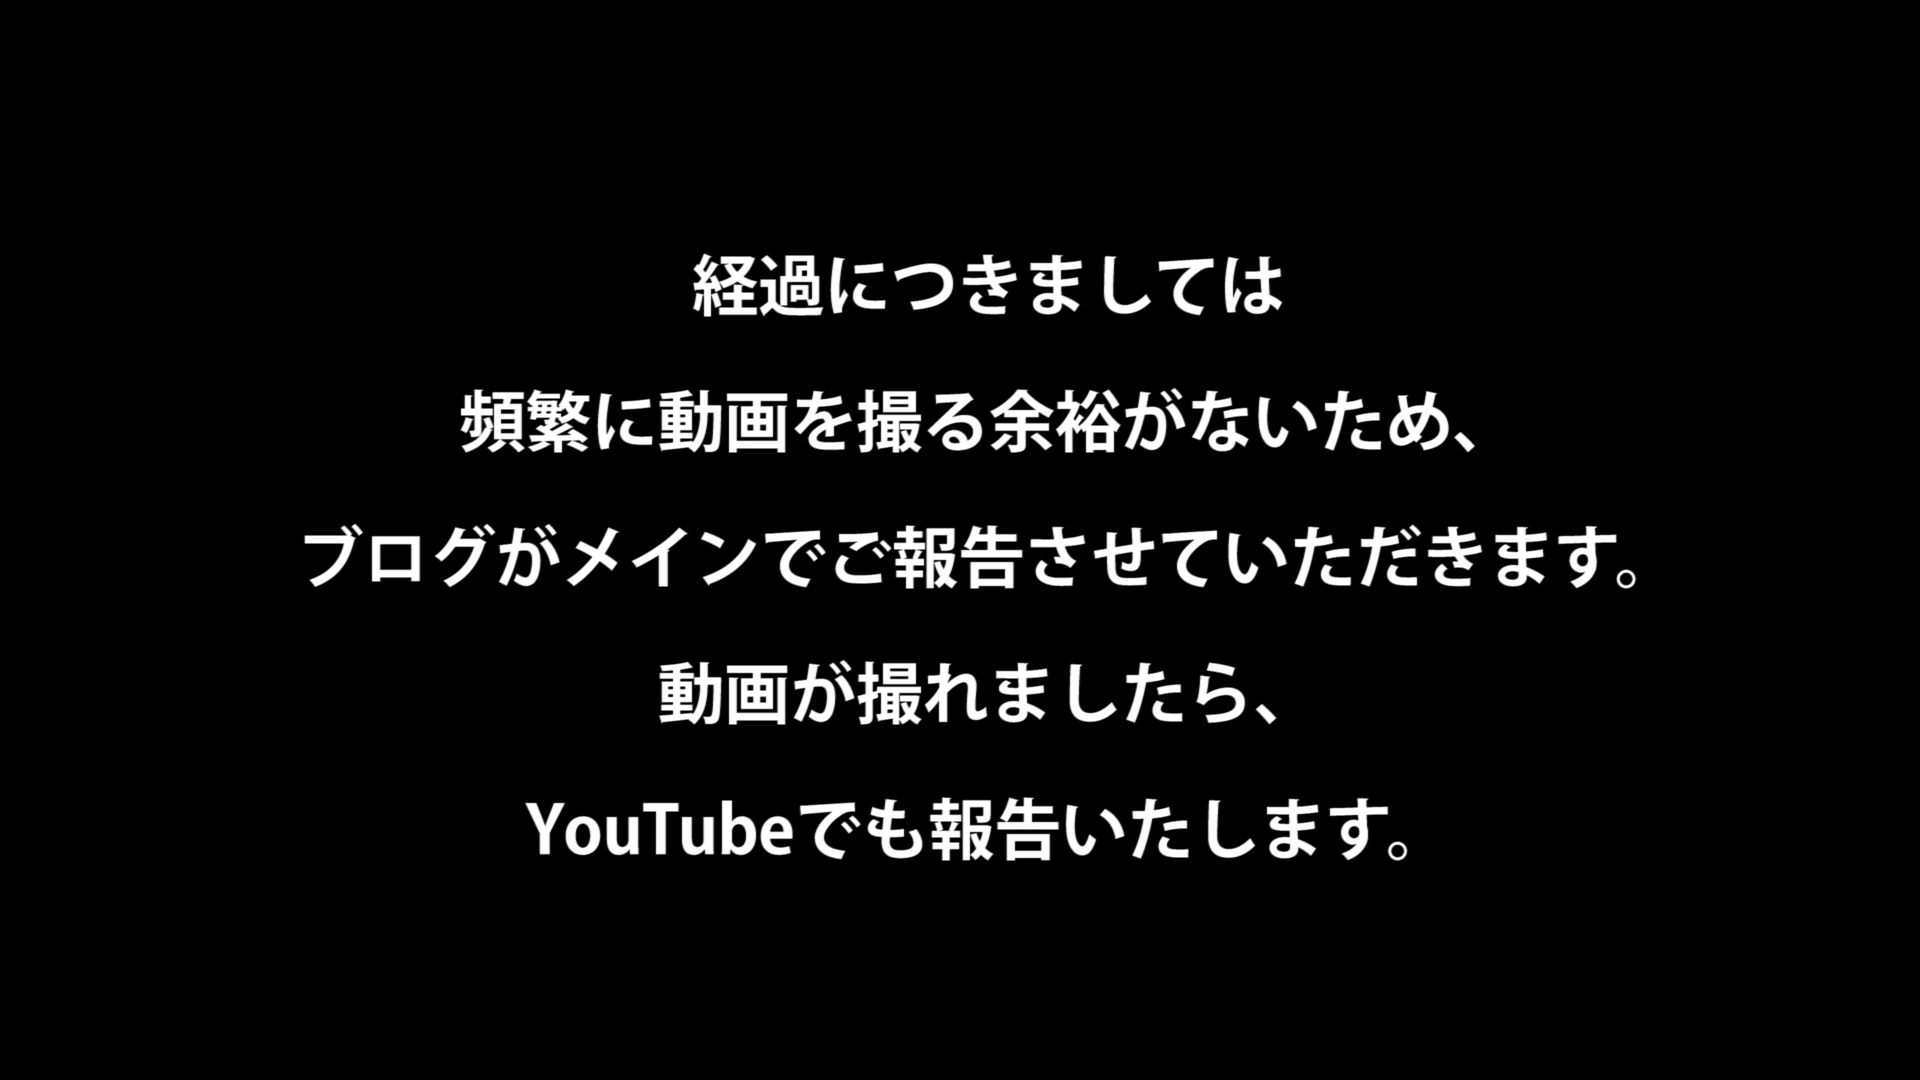 経過につきましては
頻繁に動画を撮る余裕がないため、
ブログがメインでご報告させていただきます。
動画が撮れましたら、
YouTubeでも報告いたします。